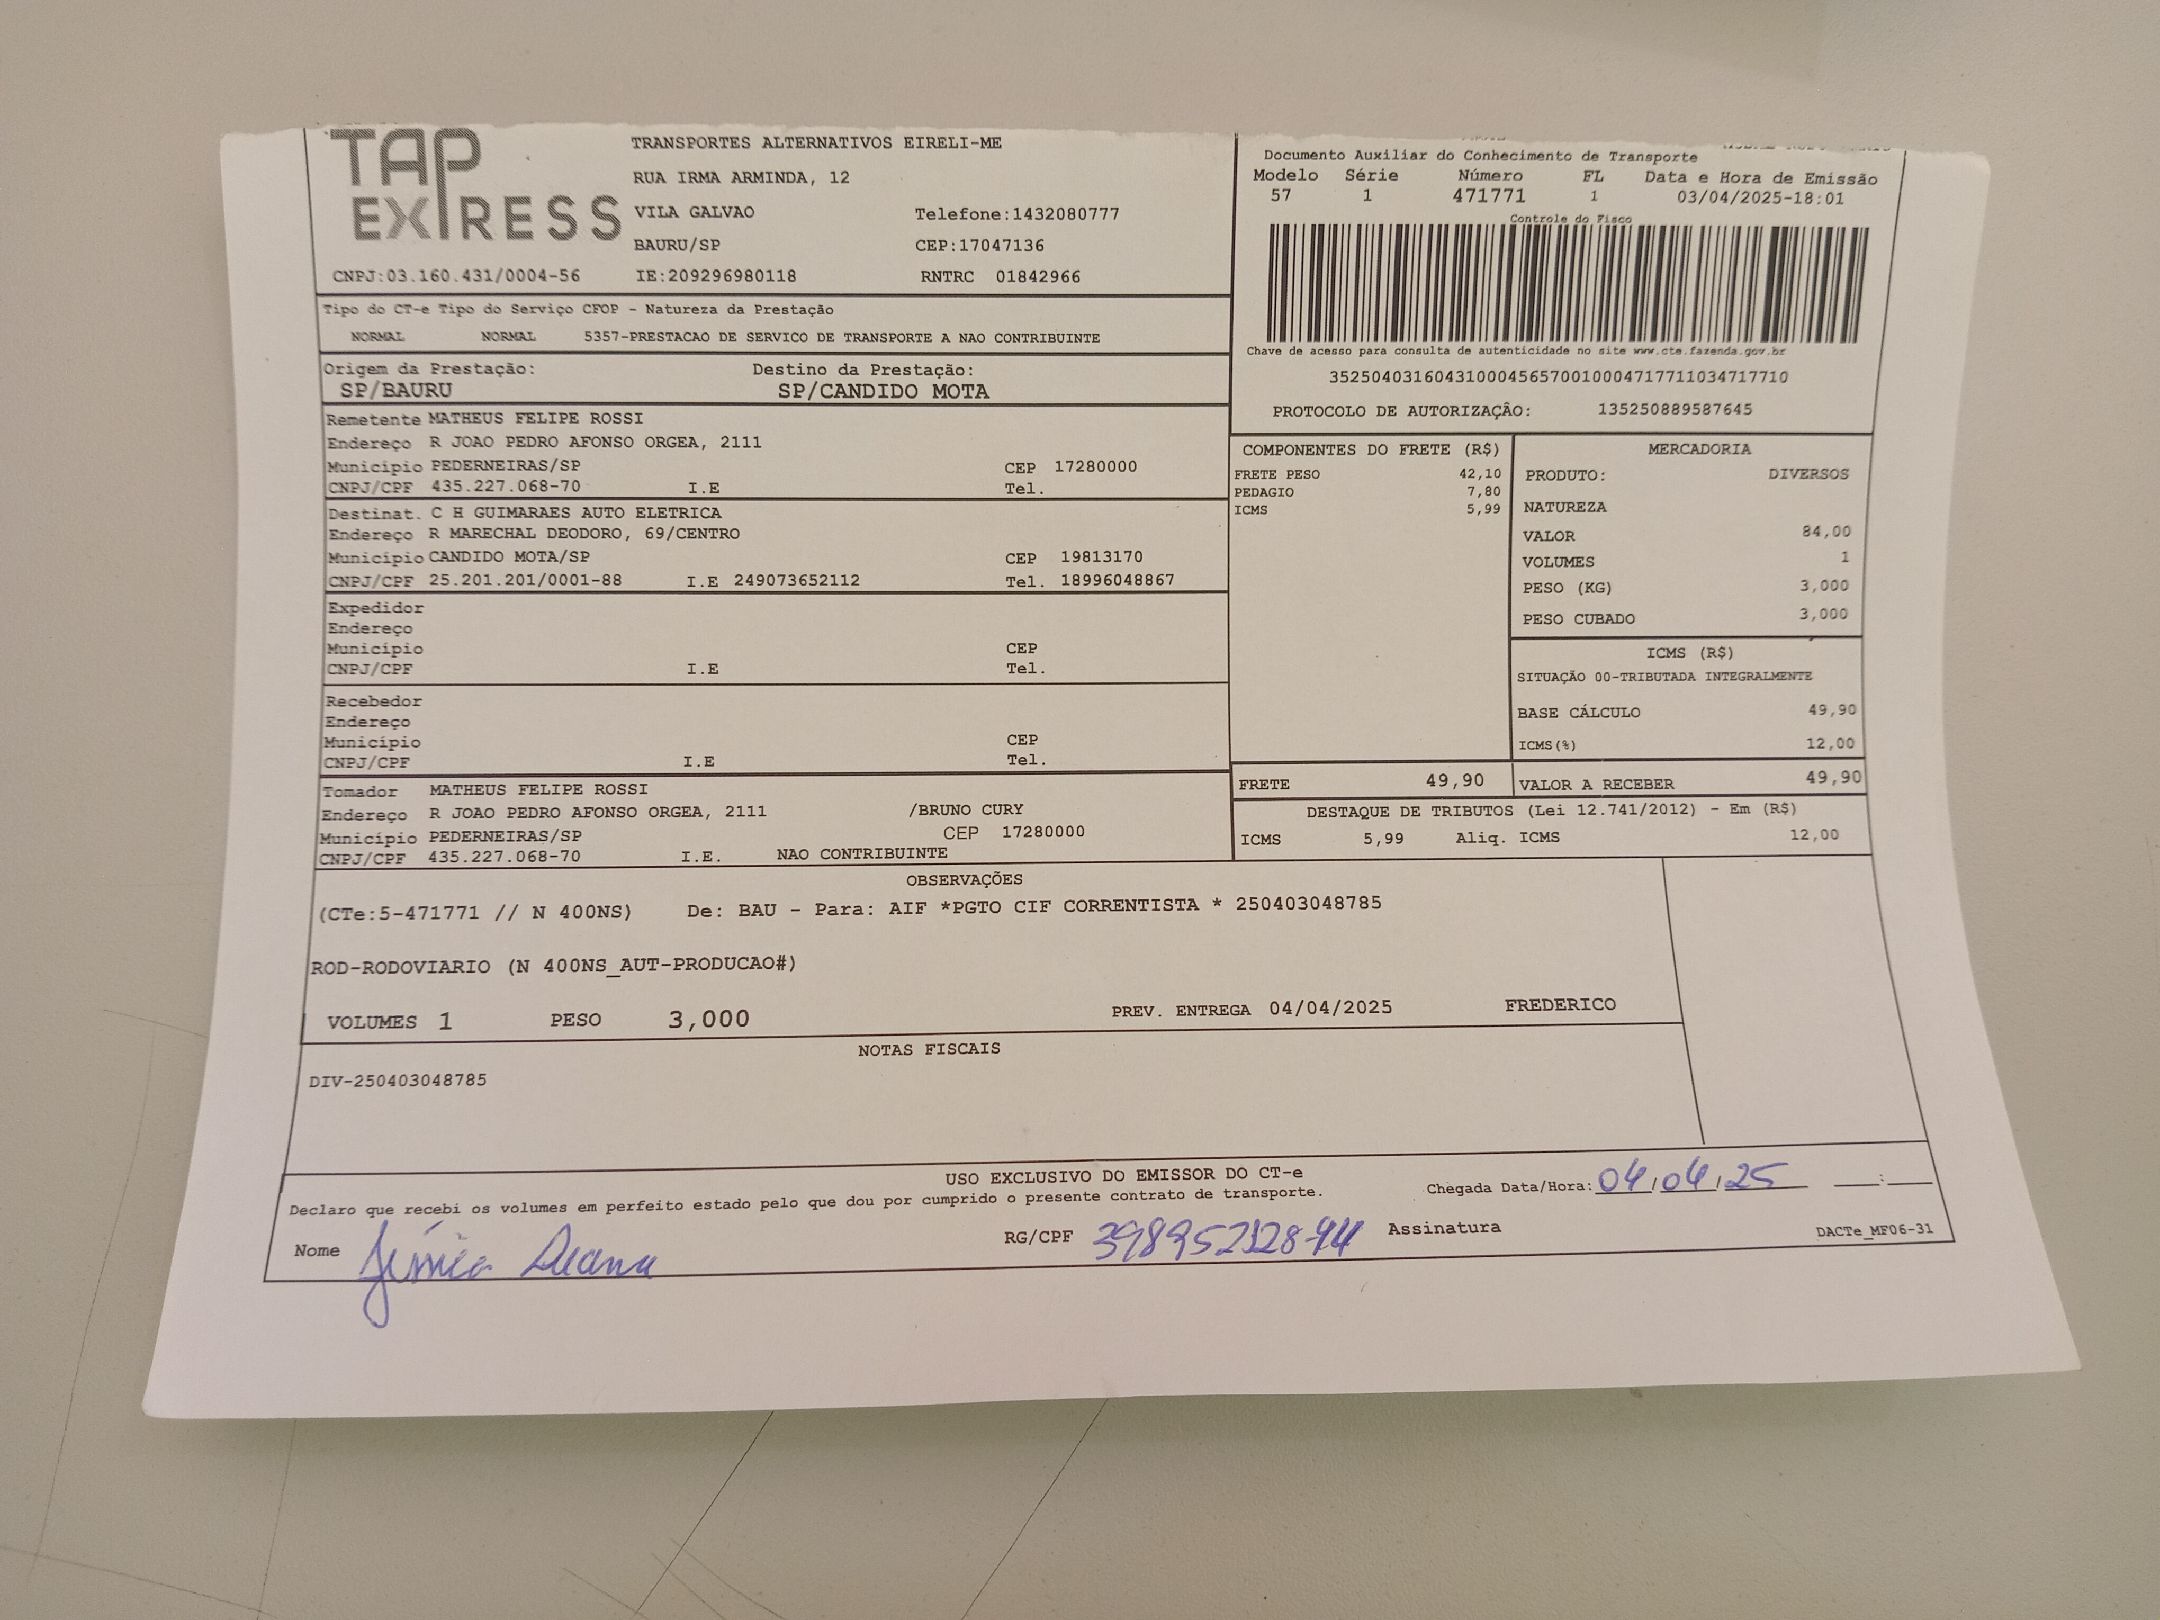 TAP
EXPRESS
TRANSPORTES ALTERNATIVOS EIRELI-ME
RUA IRMA ARMINDA, 12
VILA GALVAO Telefone:1432080777
BAURU/SP CEP:17047136
CNPJ:03.160.431/0004-56 IE:209296980118 RNTRC 01842966
Documento Auxiliar do Conhecimento de Transporte
Modelo Série Número FL Data e Hora de Emissão
57 1 471771 1 03/04/2025-18:01
Controle do Fisco
Chave de acesso para consulta de autenticidade no site www.cte.fazenda.gov.br
35250403160431000456570010004717711034717710
PROTOCOLO DE AUTORIZAÇÃO: 135250889587645
Tipo do CT-e Tipo do Serviço CFOP - Natureza da Prestação
NORMAL NORMAL 5357-PRESTACAO DE SERVICO DE TRANSPORTE A NAO CONTRIBUINTE
Origem da Prestação: Destino da Prestação:
SP/BAURU SP/CANDIDO MOTA
Remetente MATHEUS FELIPE ROSSI
Endereço R JOAO PEDRO AFONSO ORGEA, 2111
Município PEDERNEIRAS/SP CEP 17280000
CNPJ/CPF 435.227.068-70 I.E Tel.
Destinat. C H GUIMARAES AUTO ELETRICA
Endereço R MARECHAL DEODORO, 69/CENTRO
Município CANDIDO MOTA/SP CEP 19813170
CNPJ/CPF 25.201.201/0001-88 I.E 249073652112 Tel. 18996048867
Expedidor
Endereço
Município CEP
CNPJ/CPF I.E Tel.
Recebedor
Endereço
Município CEP
CNPJ/CPF I.E Tel.
Tomador MATHEUS FELIPE ROSSI
Endereço R JOAO PEDRO AFONSO ORGEA, 2111 /BRUNO CURY
Município PEDERNEIRAS/SP CEP 17280000
CNPJ/CPF 435.227.068-70 I.E. NAO CONTRIBUINTE
COMPONENTES DO FRETE (R$)
FRETE PESO 42,10
PEDAGIO 7,80
ICMS 5,99
MERCADORIA
PRODUTO: DIVERSOS
NATUREZA
VALOR 84,00
VOLUMES 1
PESO (KG) 3,000
PESO CUBADO 3,000
ICMS (R$)
SITUAÇÃO 00-TRIBUTADA INTEGRALMENTE
BASE CÁLCULO 49,90
ICMS(%) 12,00
FRETE 49,90 VALOR A RECEBER 49,90
DESTAQUE DE TRIBUTOS (Lei 12.741/2012) - Em (R$)
ICMS 5,99 Aliq. ICMS 12,00
OBSERVAÇÕES
(CTe:5-471771 // N 400NS) De: BAU - Para: AIF *PGTO CIF CORRENTISTA * 250403048785
ROD-RODOVIARIO (N 400NS_AUT-PRODUCAO#)
VOLUMES 1 PESO 3,000 PREV. ENTREGA 04/04/2025 FREDERICO
NOTAS FISCAIS
DIV-250403048785
USO EXCLUSIVO DO EMISSOR DO CT-e
Declaro que recebi os volumes em perfeito estado pelo que dou por cumprido o presente contrato de transporte. Chegada Data/Hora: 04/04/25 __:__
Nome RG/CPF Assinatura DACTe_MF06-31